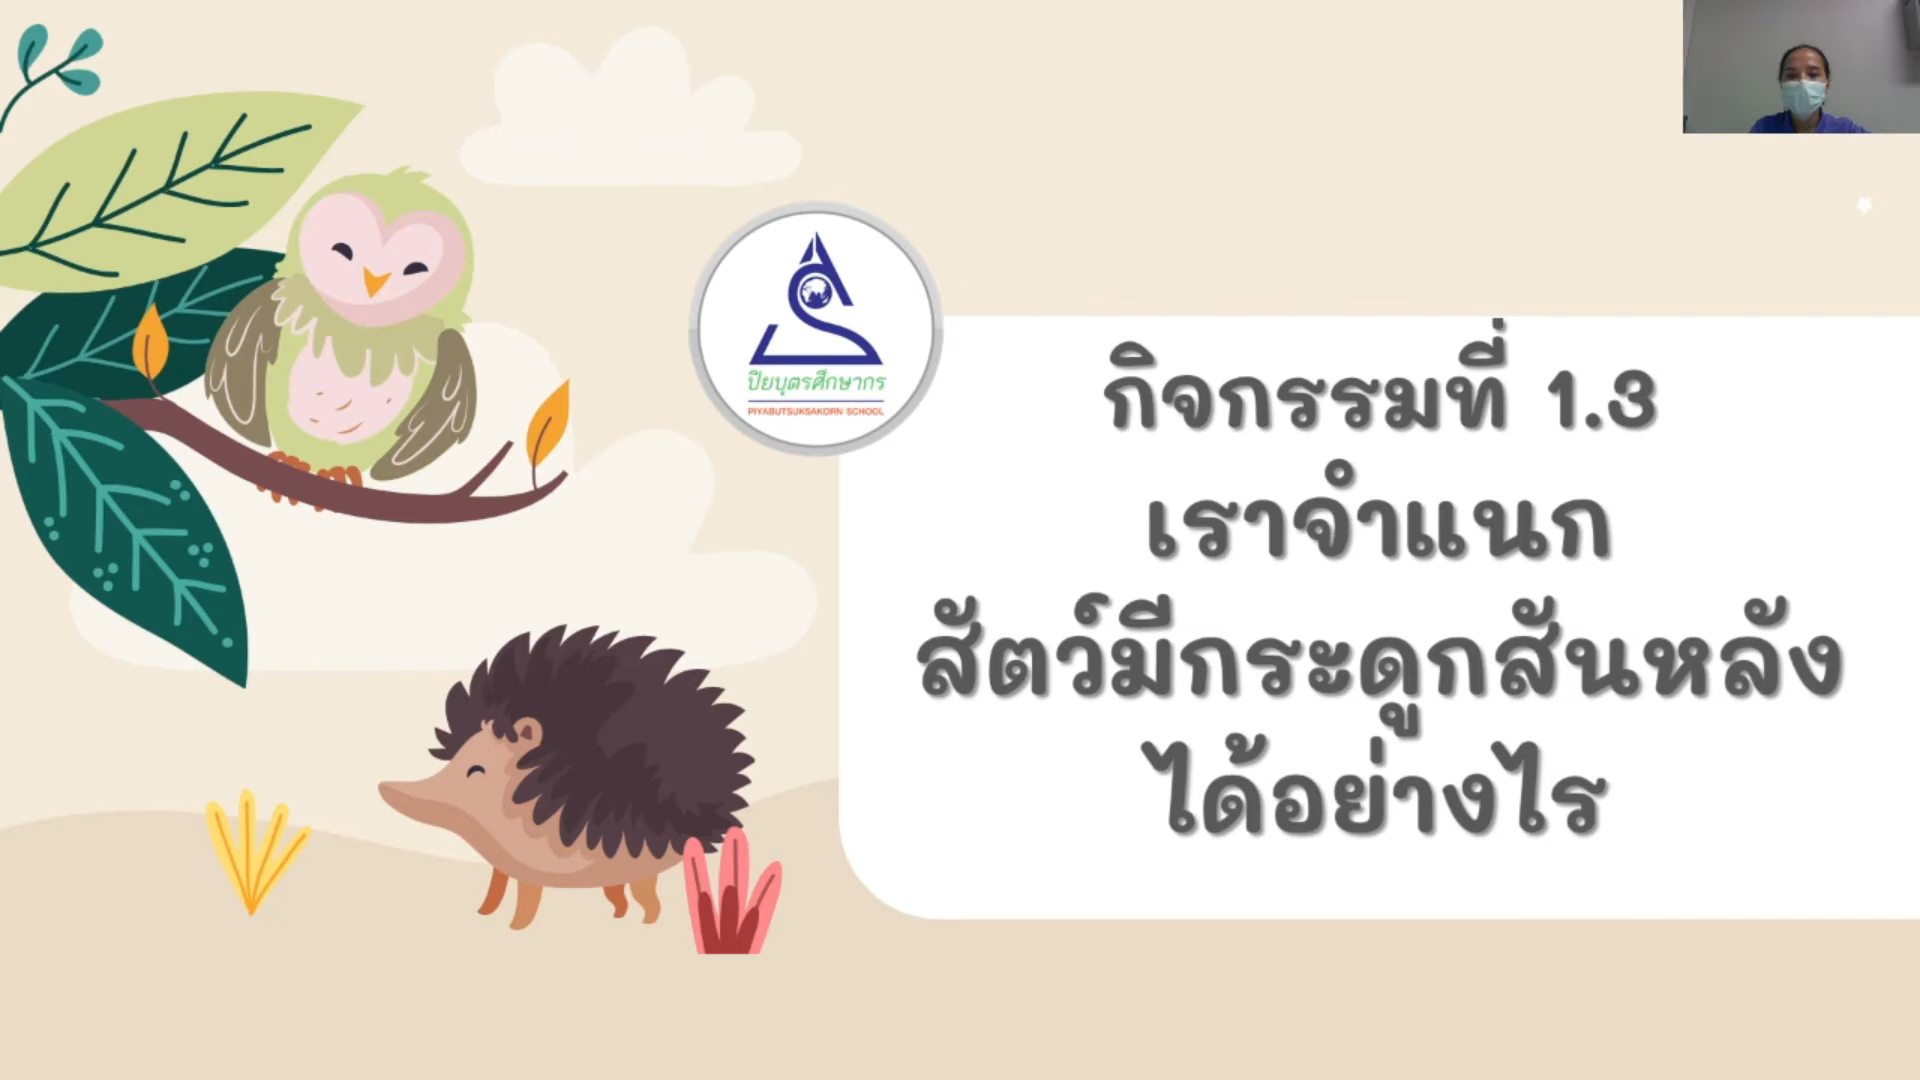 ปิยบุตรศึกษากร
PIYABUTSUKSAKORN SCHOOL
กิจกรรมที่ 1.3
เราจำแนก
สัตว์มีกระดูกสันหลัง
ได้อย่างไร